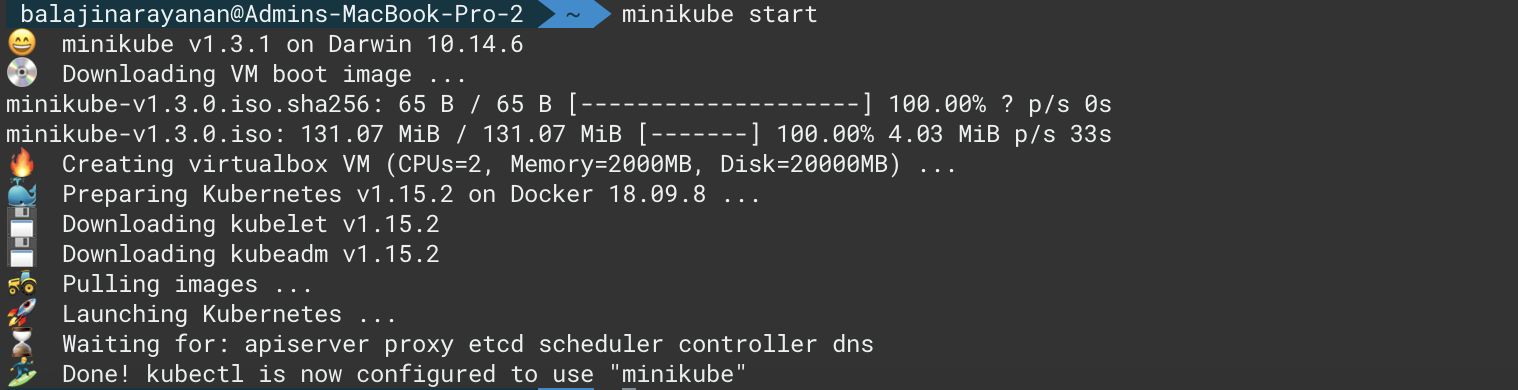 balajinarayanan@Admins-MacBook-Pro-2 ~ minikube start
😄 minikube v1.3.1 on Darwin 10.14.6
💿 Downloading VM boot image ...
minikube-v1.3.0.iso.sha256: 65 B / 65 B [--------------------] 100.00% ? p/s 0s
minikube-v1.3.0.iso: 131.07 MiB / 131.07 MiB [-------] 100.00% 4.03 MiB p/s 33s
🔥 Creating virtualbox VM (CPUs=2, Memory=2000MB, Disk=20000MB) ...
🐳 Preparing Kubernetes v1.15.2 on Docker 18.09.8 ...
💾 Downloading kubelet v1.15.2
💾 Downloading kubeadm v1.15.2
🚜 Pulling images ...
🚀 Launching Kubernetes ...
⌛ Waiting for: apiserver proxy etcd scheduler controller dns
🏄 Done! kubectl is now configured to use "minikube"